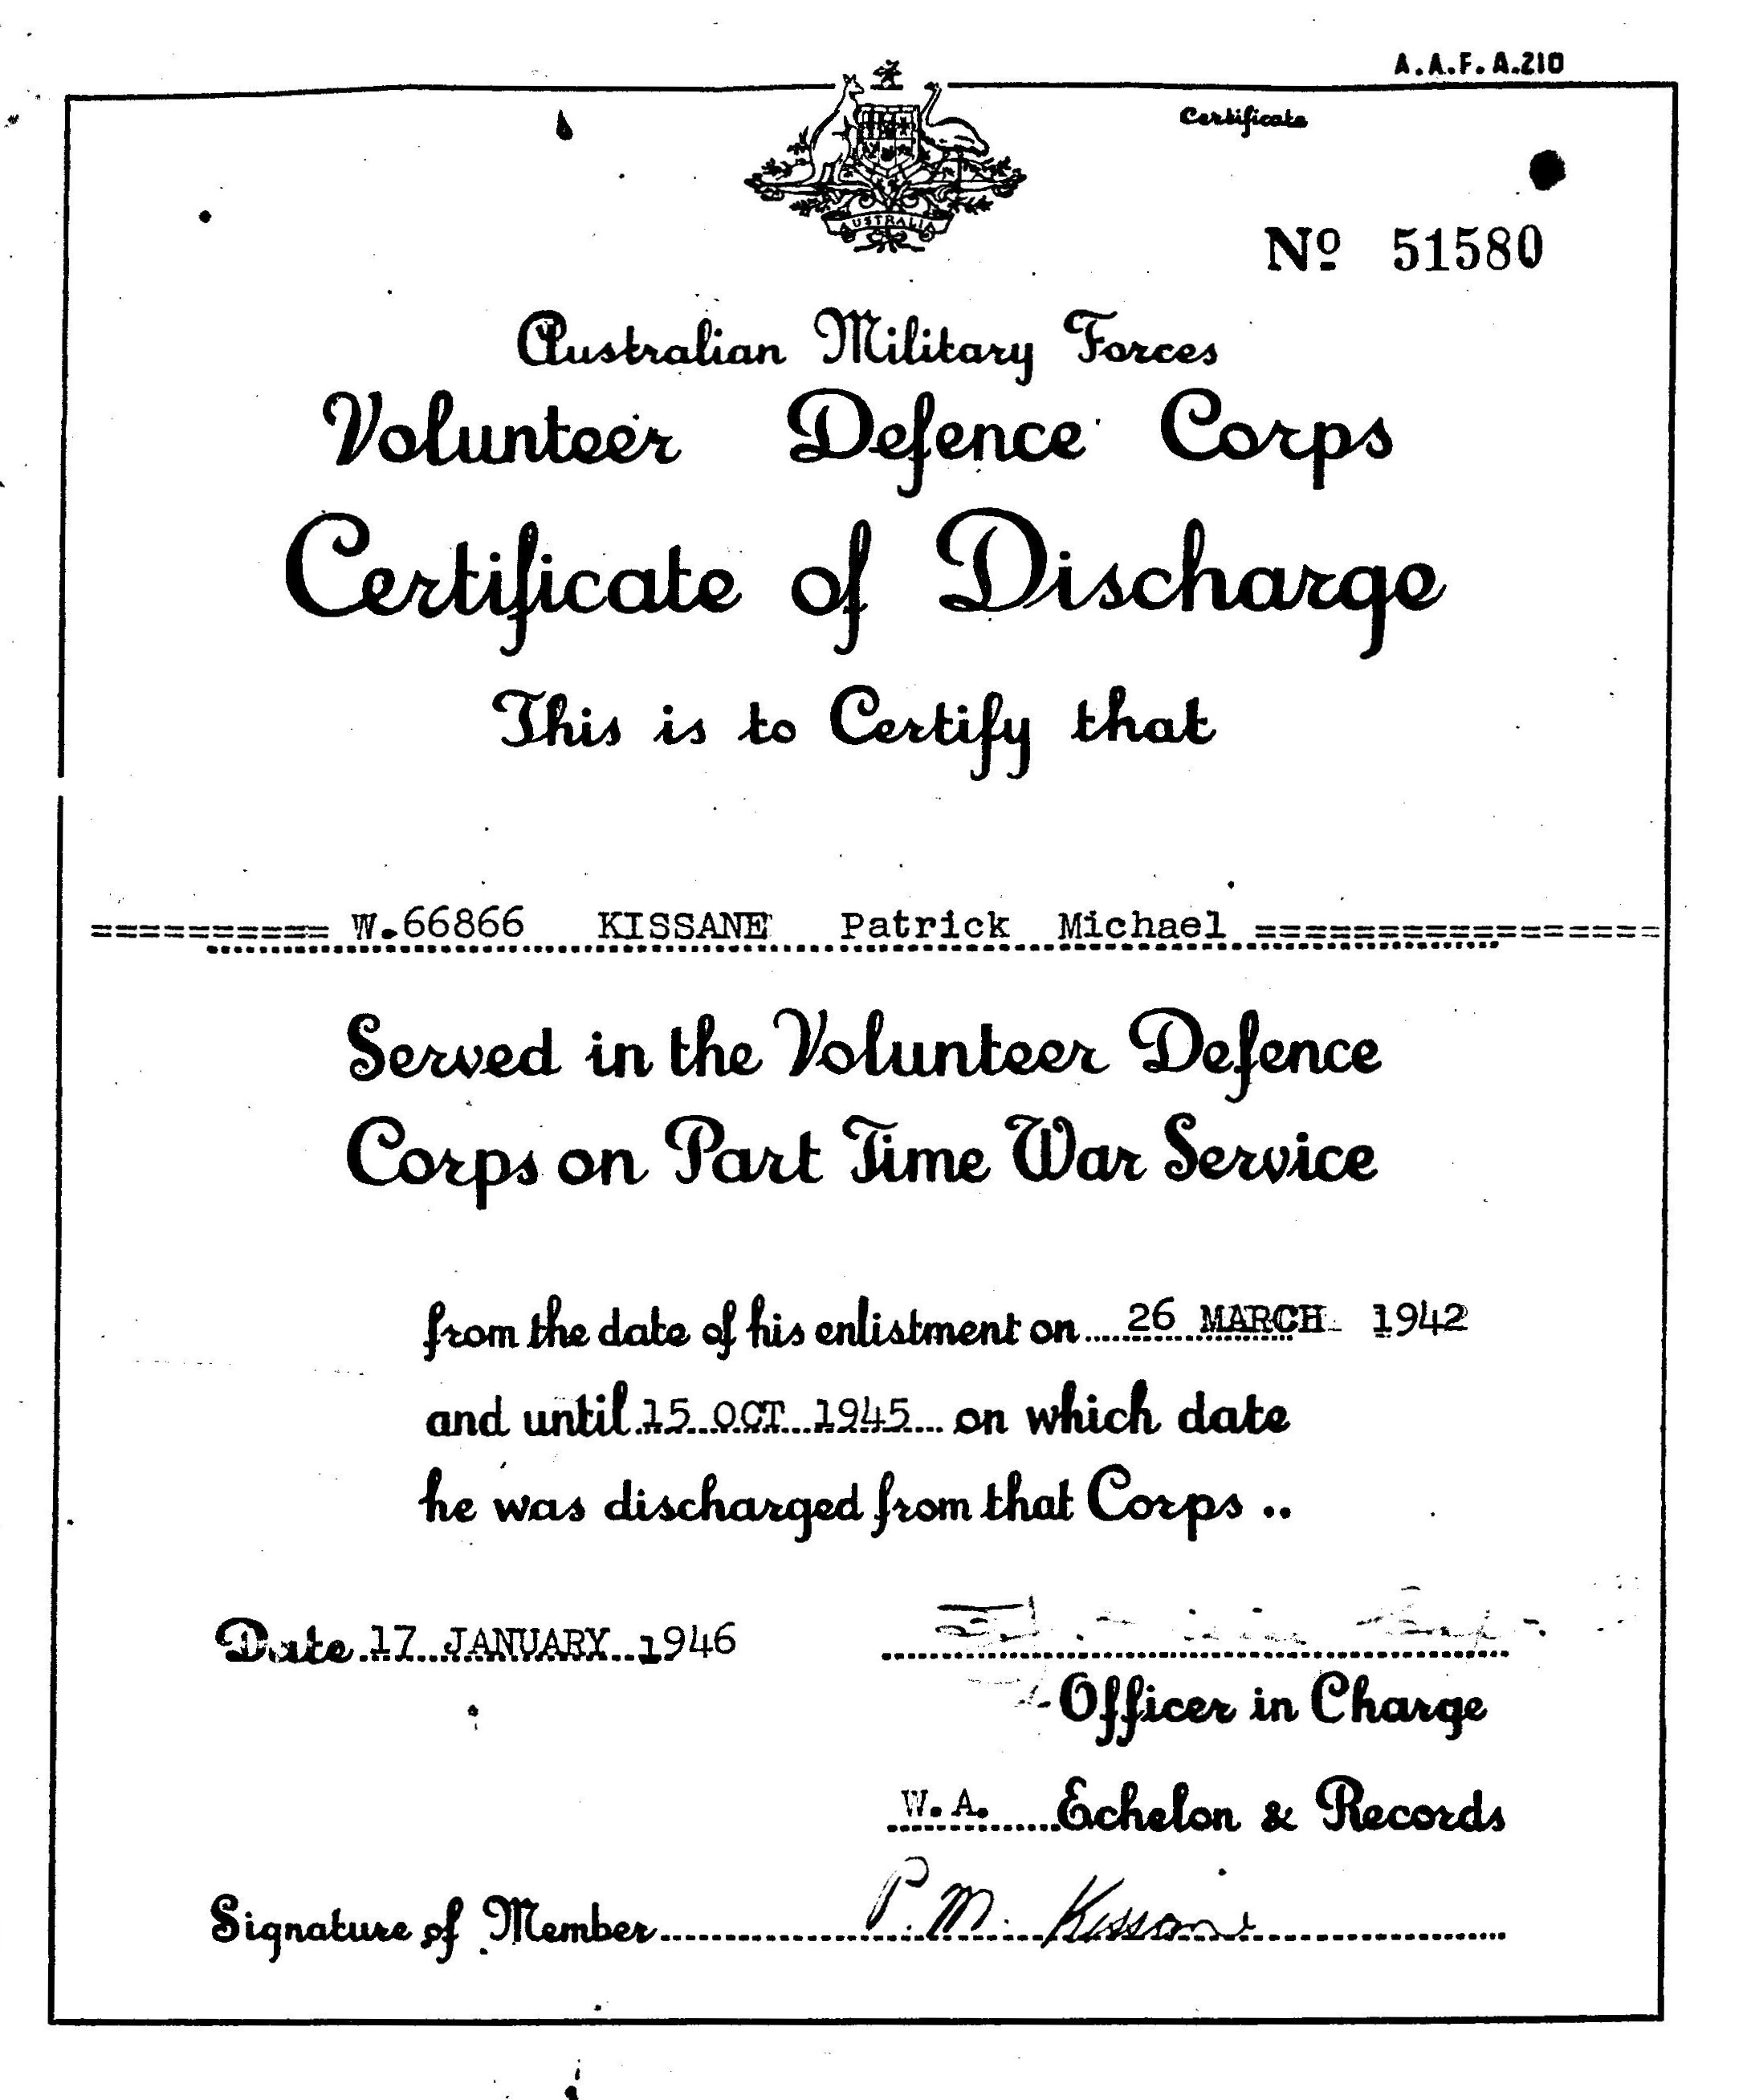 A.A.F. A.210
Certificate
AUSTRALIA
Nº 51580
Australian Military Forces
Volunteer Defence Corps
Certificate of Discharge
This is to Certify that
========== W.66866 KISSANE Patrick Michael =================
Served in the Volunteer Defence
Corps on Part Time War Service
from the date of his enlistment on 26 MARCH 1942
and until 15 OCT 1945 on which date
he was discharged from that Corps ..
Date 17 JANUARY 1946
Officer in Charge
W.A. Echelon & Records
Signature of Member P. M. Kissane